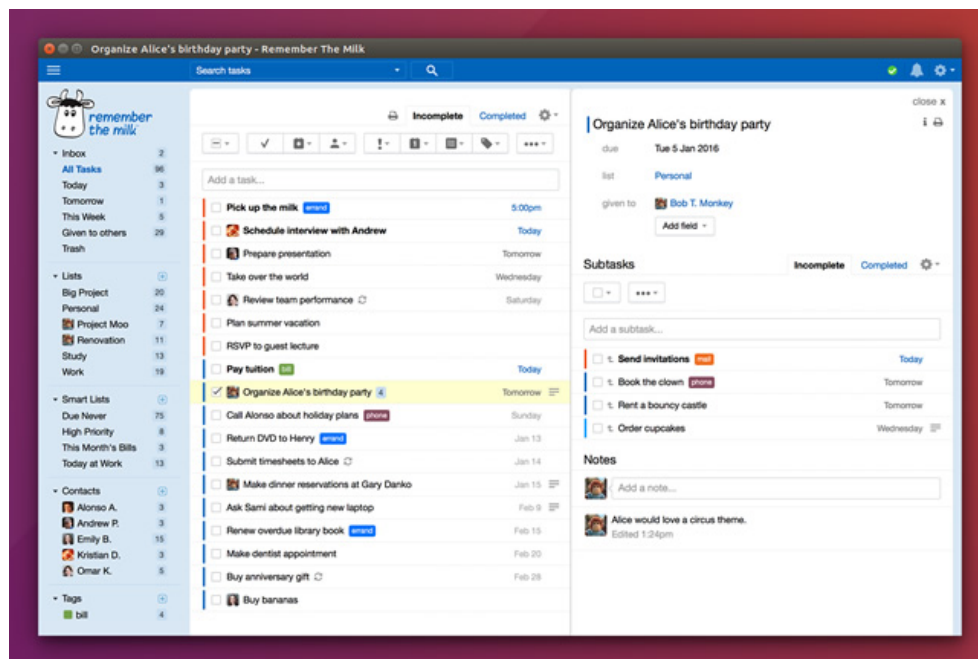 Organize Alice's birthday party - Remember The Milk
Search tasks
remember
the milk
Inbox 2
All Tasks 96
Today 3
Tomorrow 1
This Week 5
Given to others 29
Trash
Lists
Big Project 20
Personal 24
Project Moo 7
Renovation 11
Study 13
Work 19
Smart Lists
Due Never 75
High Priority 8
This Month's Bills 3
Today at Work 13
Contacts
Alonso A. 3
Andrew P. 3
Emily B. 15
Kristian D. 3
Omar K. 5
Tags
bill 4
Incomplete Completed
Add a task...
Pick up the milk errand 5:00pm
Schedule interview with Andrew Today
Prepare presentation Tomorrow
Take over the world Wednesday
Review team performance Saturday
Plan summer vacation
RSVP to guest lecture
Pay tuition bill Today
Organize Alice's birthday party 4 Tomorrow
Call Alonso about holiday plans phone Sunday
Return DVD to Henry errand Jan 13
Submit timesheets to Alice Jan 14
Make dinner reservations at Gary Danko Jan 15
Ask Sami about getting new laptop Feb 9
Renew overdue library book errand Feb 15
Make dentist appointment Feb 20
Buy anniversary gift Feb 28
Buy bananas
close x
Organize Alice's birthday party
due Tue 5 Jan 2016
list Personal
given to Bob T. Monkey
Add field
Subtasks Incomplete Completed
Add a subtask...
Send invitations mail Today
Book the clown phone Tomorrow
Rent a bouncy castle Tomorrow
Order cupcakes Wednesday
Notes
Add a note...
Alice would love a circus theme.
Edited 1:24pm